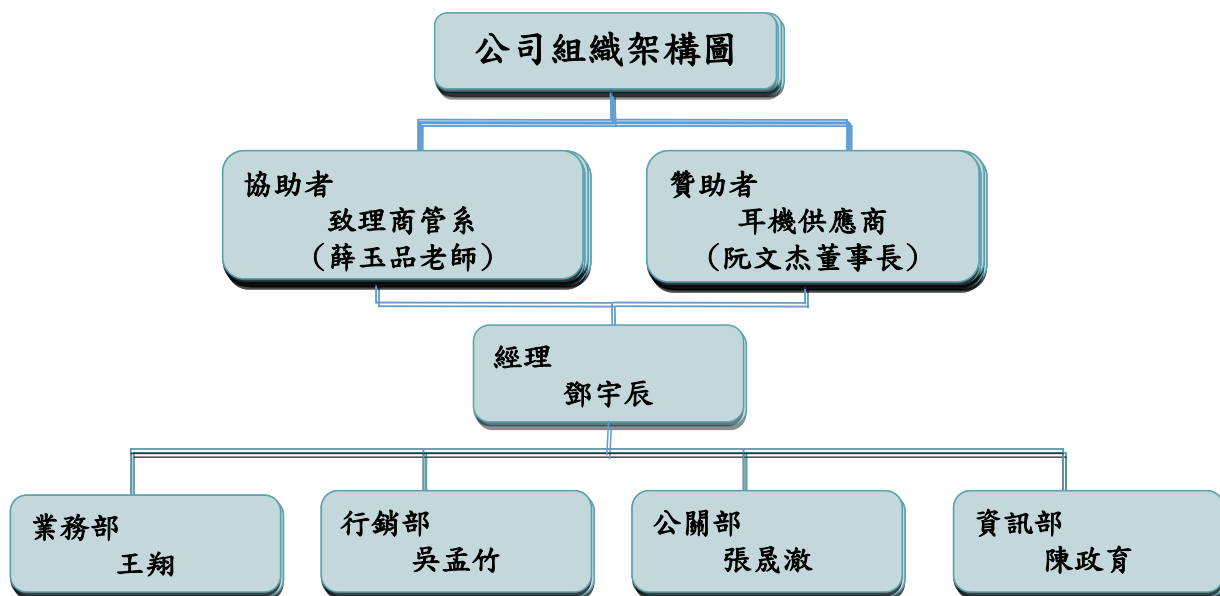 公司組織架構圖
協助者
致理商管系
(薛玉品老師)
贊助者
耳機供應商
(阮文杰董事長)
經理
鄧宇辰
業務部
王翔
行銷部
吳孟竹
公關部
張晟澈
資訊部
陳政育